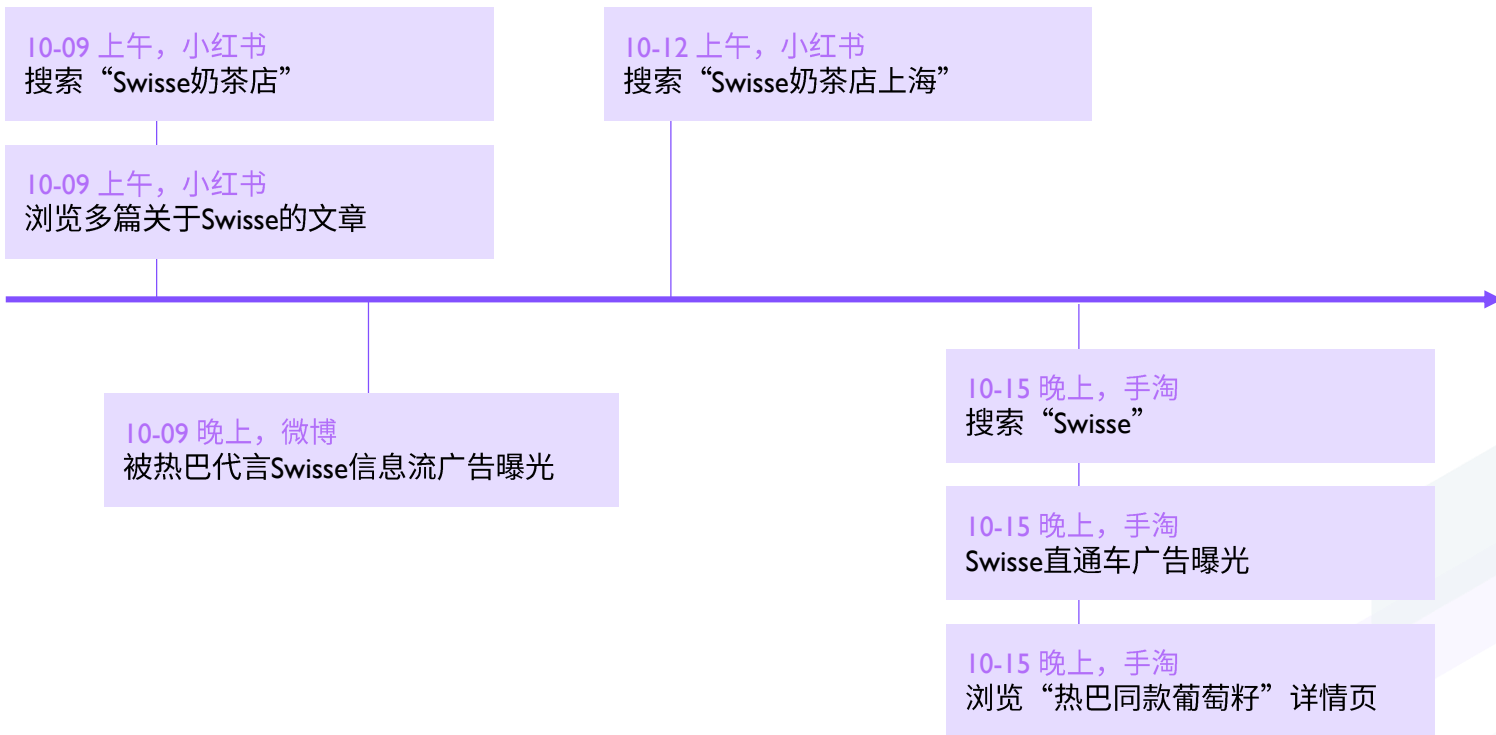 10-09 上午，小红书
搜索“Swisse奶茶店”
10-09 上午，小红书
浏览多篇关于Swisse的文章
10-09 晚上，微博
被热巴代言Swisse信息流广告曝光
10-12 上午，小红书
搜索“Swisse奶茶店上海”
10-15 晚上，手淘
搜索“Swisse”
10-15 晚上，手淘
Swisse直通车广告曝光
10-15 晚上，手淘
浏览“热巴同款葡萄籽”详情页